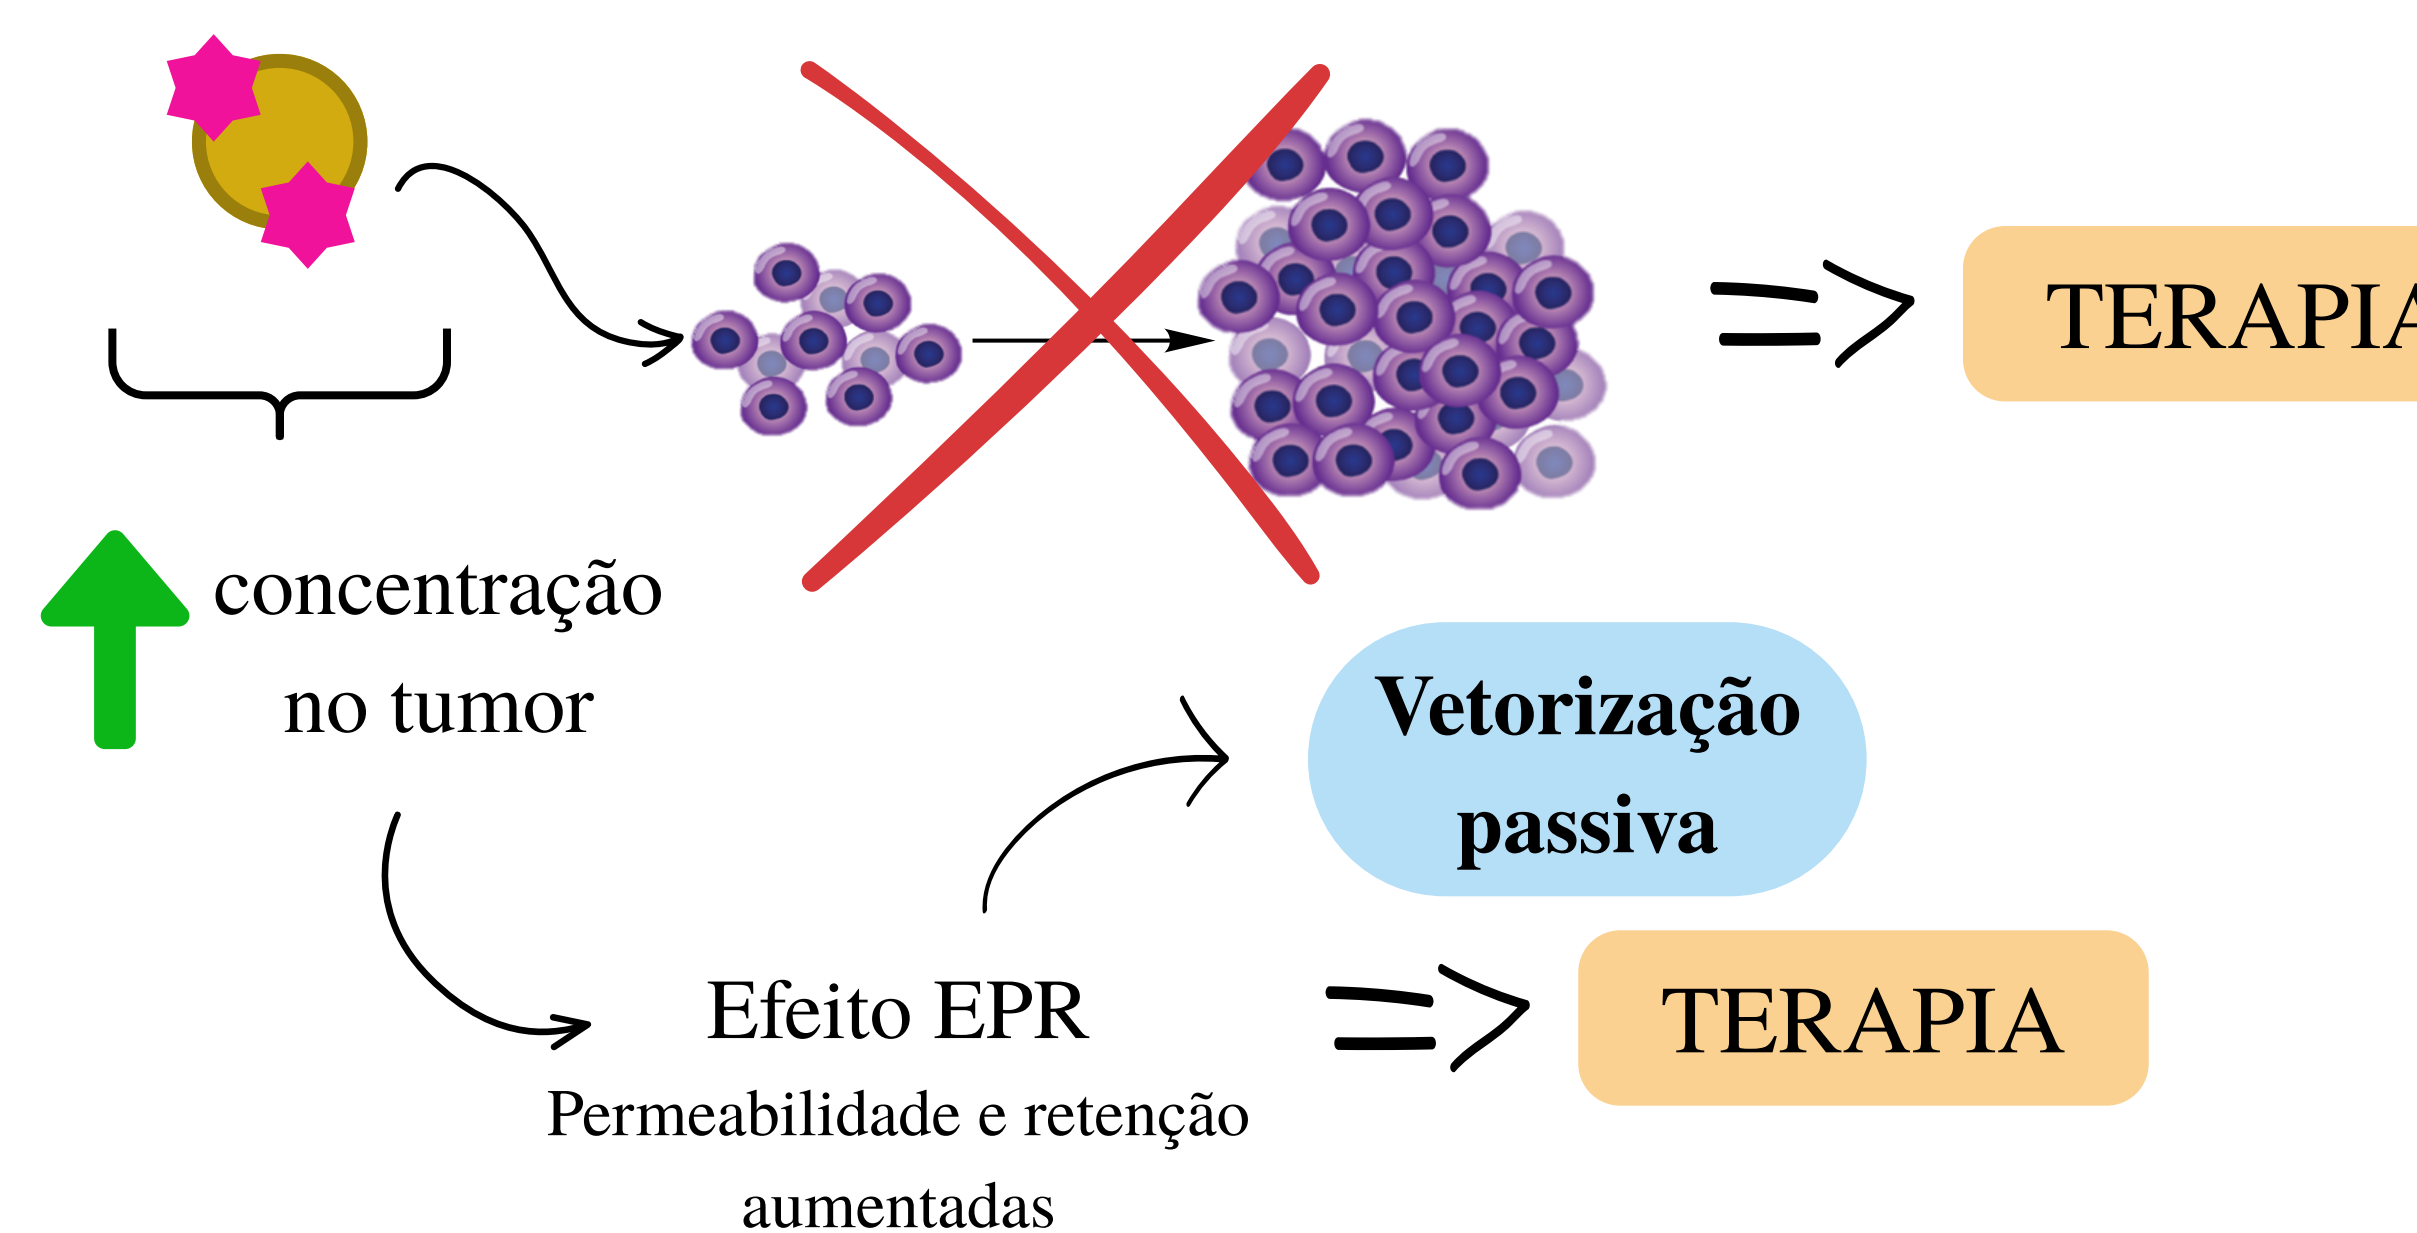 TERAPIA
concentração
no tumor
Vetorização
passiva
Efeito EPR
TERAPIA
Permeabilidade e retenção
aumentadas